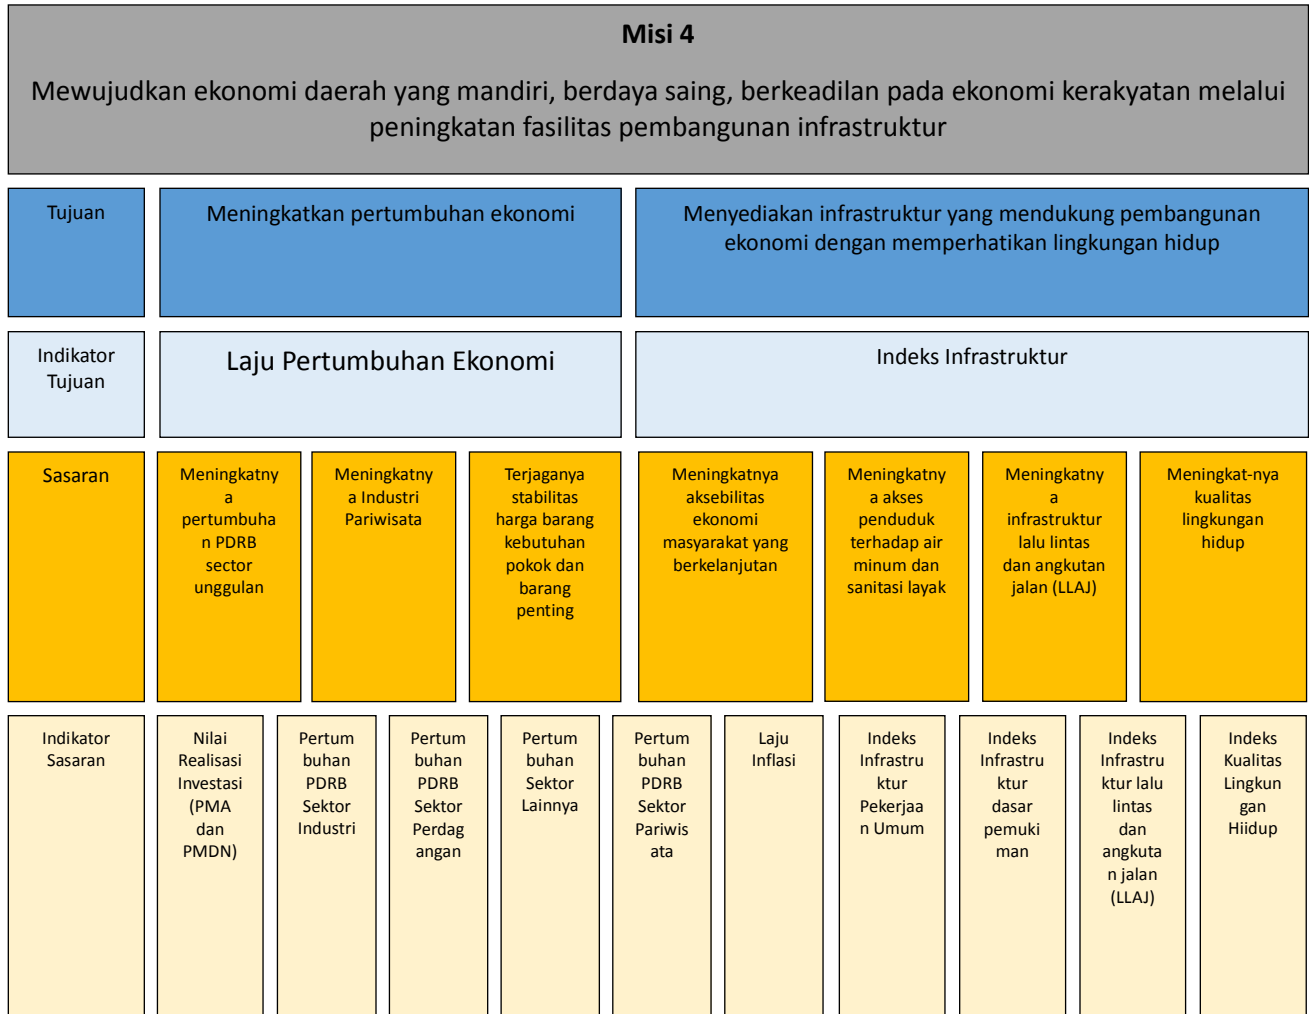 Misi 4
Mewujudkan ekonomi daerah yang mandiri, berdaya saing, berkeadilan pada ekonomi kerakyatan melalui
peningkatan fasilitas pembangunan infrastruktur
Tujuan
Meningkatkan pertumbuhan ekonomi
Menyediakan infrastruktur yang mendukung pembangunan
ekonomi dengan memperhatikan lingkungan hidup
Indikator
Tujuan
Laju Pertumbuhan Ekonomi
Indeks Infrastruktur
Sasaran
Meningkatny
a
pertumbuha
n PDRB
sector
unggulan
Meningkatny
a Industri
Pariwisata
Terjaganya
stabilitas
harga barang
kebutuhan
pokok dan
barang
penting
Meningkatnya
aksebilitas
ekonomi
masyarakat yang
berkelanjutan
Meningkatny
a akses
penduduk
terhadap air
minum dan
sanitasi layak
Meningkatny
a
infrastruktur
lalu lintas
dan angkutan
jalan (LLAJ)
Meningkat-nya
kualitas
lingkungan
hidup
Indikator
Sasaran
Nilai
Realisasi
Investasi
(PMA
dan
PMDN)
Pertum
buhan
PDRB
Sektor
Industri
Pertum
buhan
PDRB
Sektor
Perdag
angan
Pertum
buhan
Sektor
Lainnya
Pertum
buhan
PDRB
Sektor
Pariwis
ata
Laju
Inflasi
Indeks
Infrastru
ktur
Pekerjaa
n Umum
Indeks
Infrastru
ktur
dasar
pemuki
man
Indeks
Infrastru
ktur lalu
lintas
dan
angkuta
n jalan
(LLAJ)
Indeks
Kualitas
Lingkun
gan
Hiidup